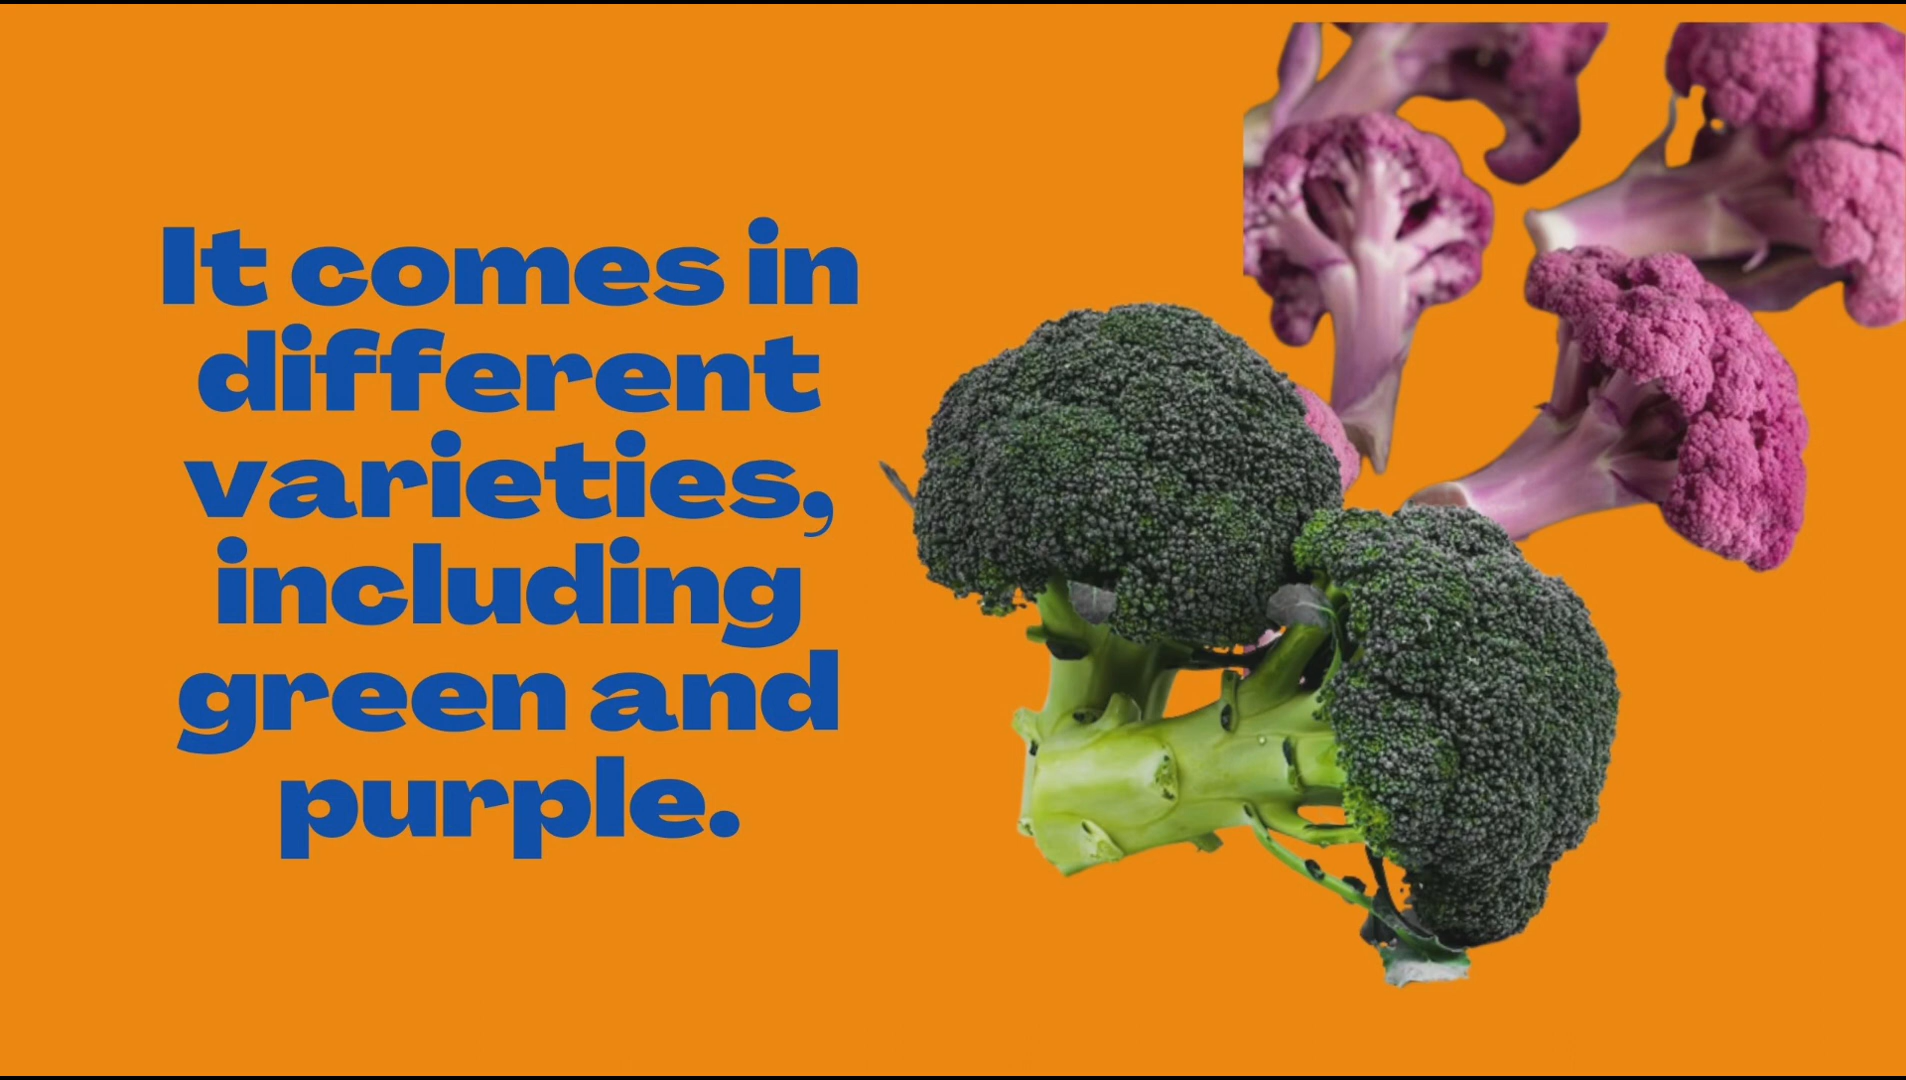 It comes in
different
varieties,
including
green and
purple.